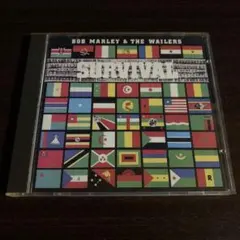 BOB MARLEY & THE WAILERS
SURVIVAL